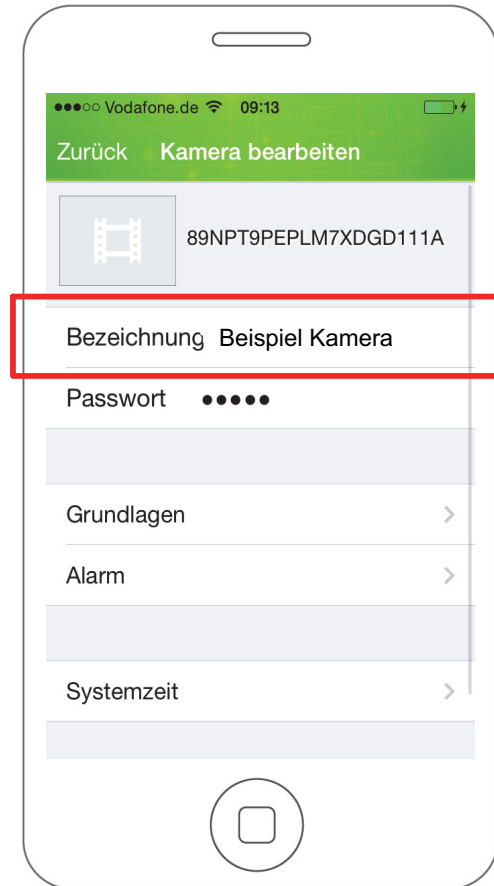 Vodafone.de 09:13
Zurück Kamera bearbeiten
89NPT9PEPLM7XDGD111A
Bezeichnung Beispiel Kamera
Passwort •••••
Grundlagen
Alarm
Systemzeit